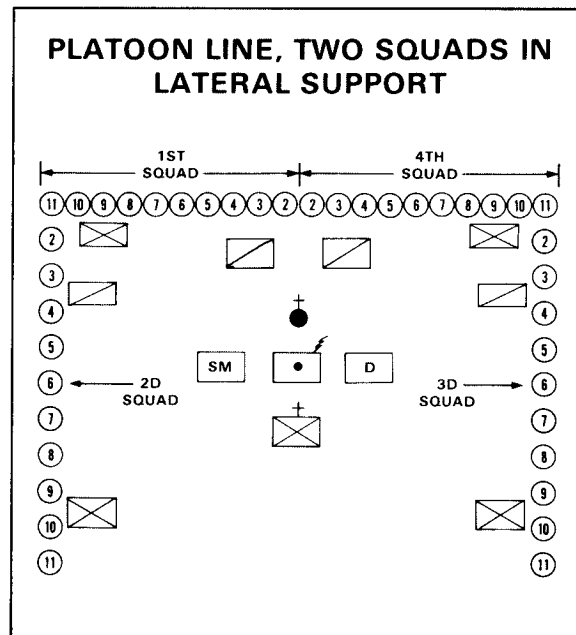 PLATOON LINE, TWO SQUADS IN
LATERAL SUPPORT
1ST
SQUAD
4TH
SQUAD
11 10 9 8 7 6 5 4 3 2 2 3 4 5 6 7 8 9 10 11
2 2
3 3
4 4
5 5
SM D
6 2D 3D 6
SQUAD SQUAD
7 7
8 8
9 9
10 10
11 11